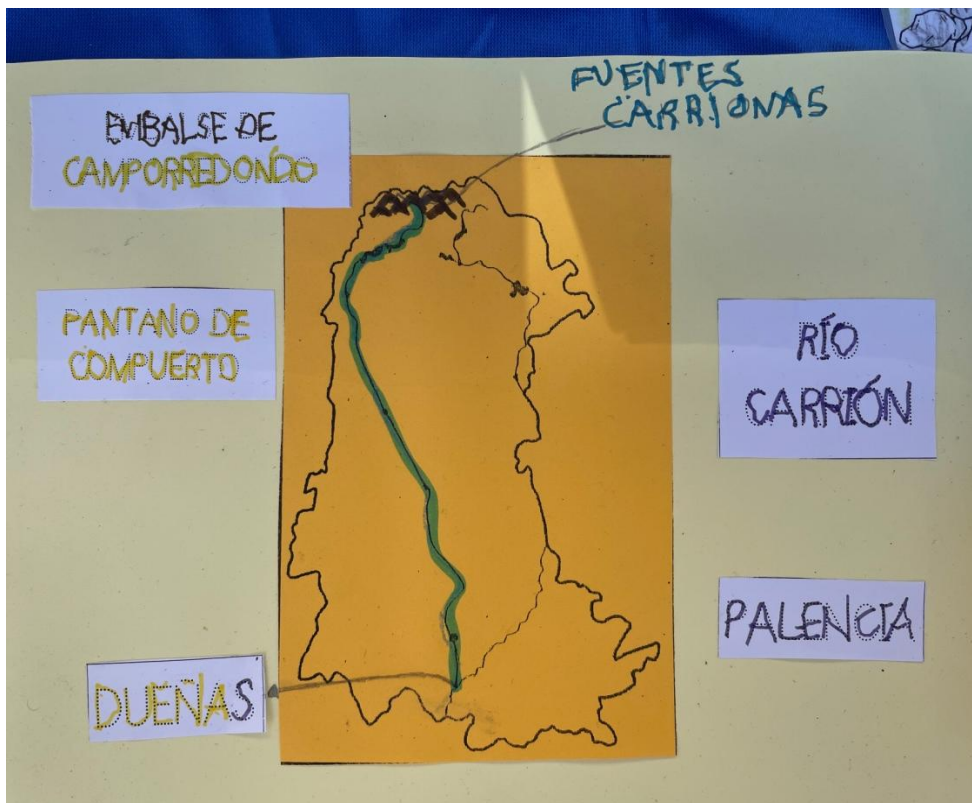 FUENTES
CARRIONAS
EMBALSE DE
CAMPORREDONDO
PANTANO DE
COMPUERTO
RÍO
CARRIÓN
PALENCIA
DUEÑAS